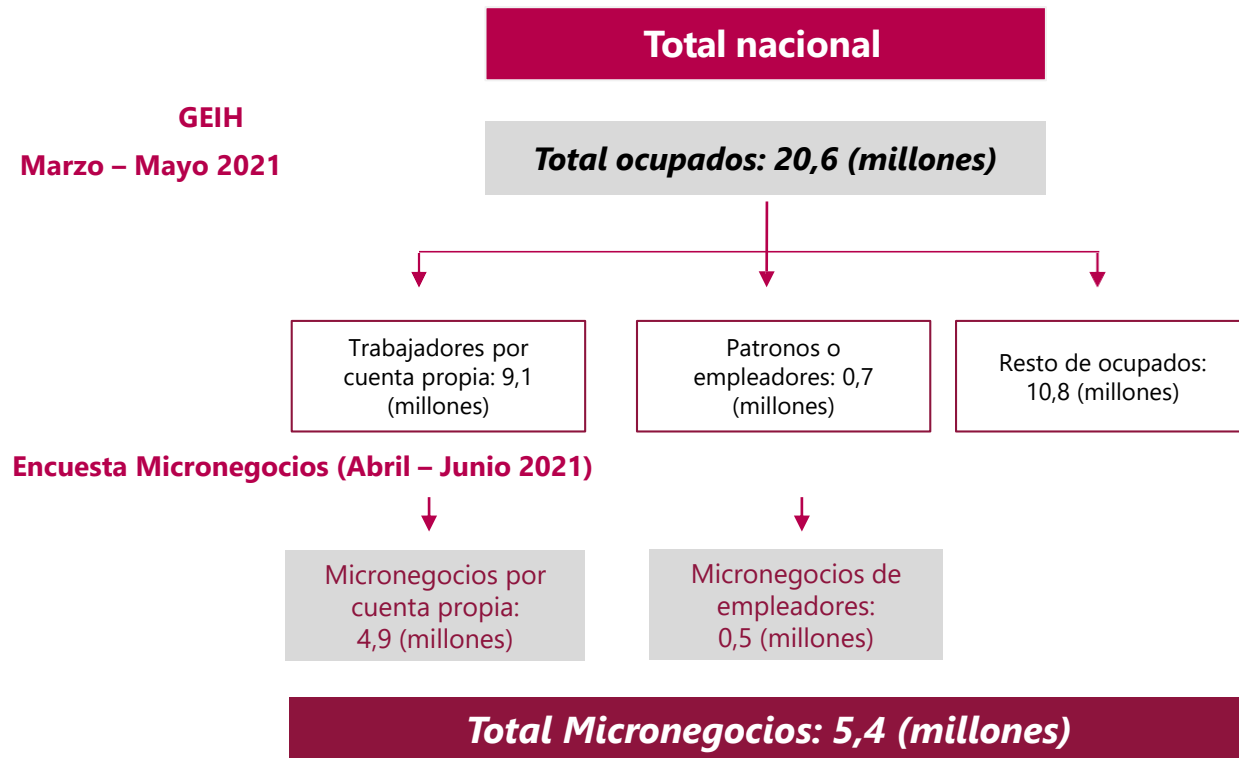 Total nacional
GEIH
Marzo – Mayo 2021
Total ocupados: 20,6 (millones)
Trabajadores por
cuenta propia: 9,1
(millones)
Patronos o
empleadores: 0,7
(millones)
Resto de ocupados:
10,8 (millones)
Encuesta Micronegocios (Abril – Junio 2021)
Micronegocios por
cuenta propia:
4,9 (millones)
Micronegocios de
empleadores:
0,5 (millones)
Total Micronegocios: 5,4 (millones)